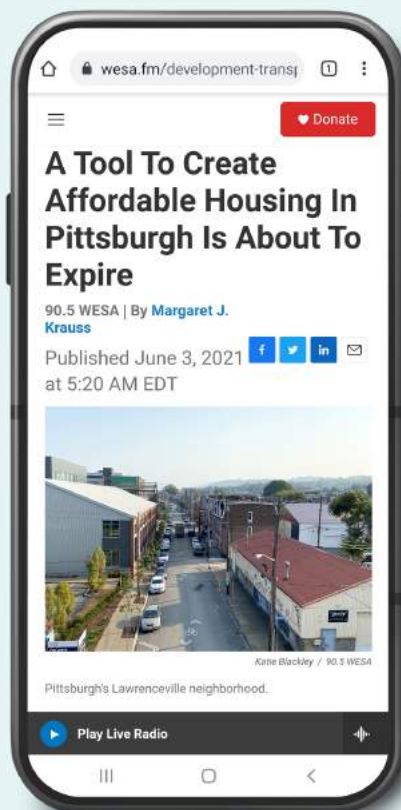 wesa.fm/development-transp
1
Donate
A Tool To Create
Affordable Housing In
Pittsburgh Is About To
Expire
90.5 WESA | By Margaret J.
Krauss
Published June 3, 2021
at 5:20 AM EDT
f
in
Katie Blackley / 90.5 WESA
Pittsburgh's Lawrenceville neighborhood.
Play Live Radio